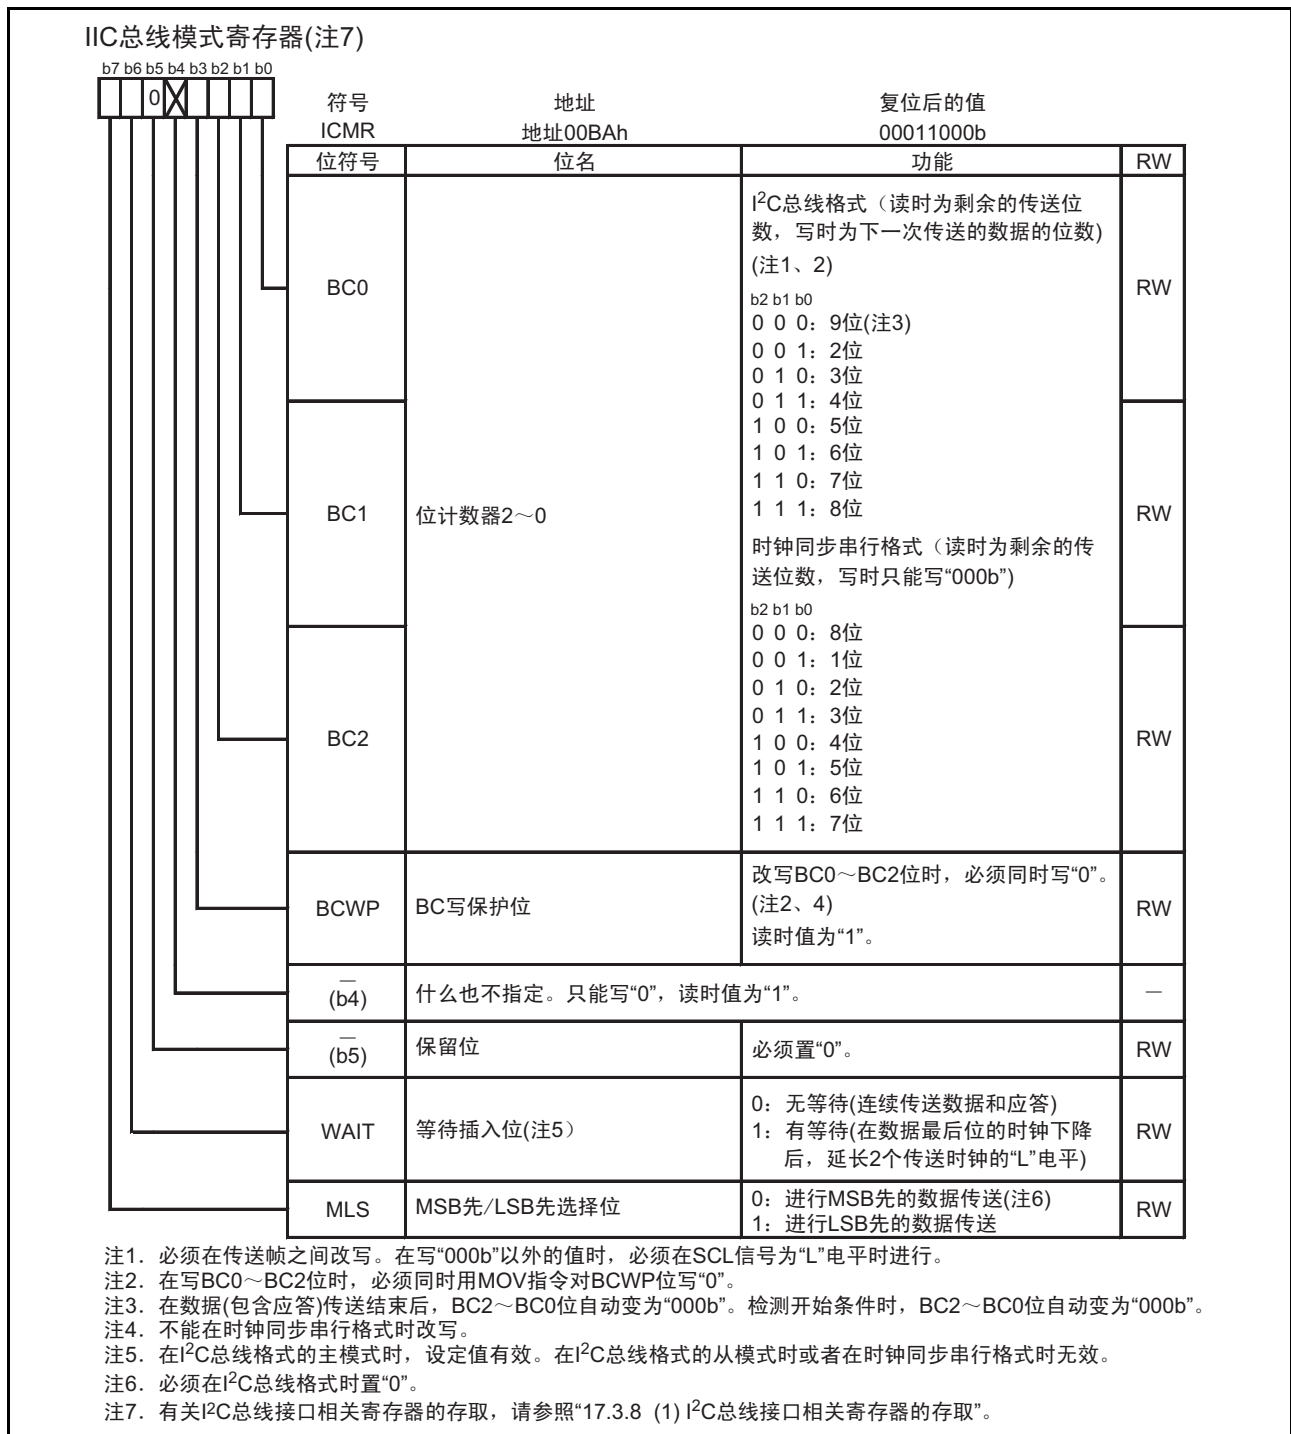 IIC总线模式寄存器(注7)
b7 b6 b5 b4 b3 b2 b1 b0
0
符号 地址 复位后的值
ICMR 地址00BAh 00011000b
位符号 位名 功能 RW
BC0
位计数器2～0
I²C总线格式（读时为剩余的传送位
数，写时为下一次传送的数据的位数)
(注1、2)
b2 b1 b0
0 0 0：9位(注3)
0 0 1：2位
0 1 0：3位
0 1 1：4位
1 0 0：5位
1 0 1：6位
1 1 0：7位
1 1 1：8位
时钟同步串行格式（读时为剩余的传
送位数，写时只能写“000b”)
b2 b1 b0
0 0 0：8位
0 0 1：1位
0 1 0：2位
0 1 1：3位
1 0 0：4位
1 0 1：5位
1 1 0：6位
1 1 1：7位
RW
BC1
RW
BC2
RW
BCWP
BC写保护位
改写BC0～BC2位时，必须同时写“0”。
(注2、4)
读时值为“1”。
RW
—
(b4)
什么也不指定。只能写“0”，读时值为“1”。
—
—
(b5)
保留位
必须置“0”。
RW
WAIT
等待插入位(注5）
0：无等待(连续传送数据和应答)
1：有等待(在数据最后位的时钟下降
后，延长2个传送时钟的“L”电平)
RW
MLS
MSB先/LSB先选择位
0：进行MSB先的数据传送(注6)
1：进行LSB先的数据传送
RW
注1．必须在传送帧之间改写。在写“000b”以外的值时，必须在SCL信号为“L”电平时进行。
注2．在写BC0～BC2位时，必须同时用MOV指令对BCWP位写“0”。
注3．在数据(包含应答)传送结束后，BC2～BC0位自动变为“000b”。检测开始条件时，BC2～BC0位自动变为“000b”。
注4．不能在时钟同步串行格式时改写。
注5．在I²C总线格式的主模式时，设定值有效。在I²C总线格式的从模式时或者在时钟同步串行格式时无效。
注6．必须在I²C总线格式时置“0”。
注7．有关I²C总线接口相关寄存器的存取，请参照“17.3.8 (1) I²C总线接口相关寄存器的存取”。